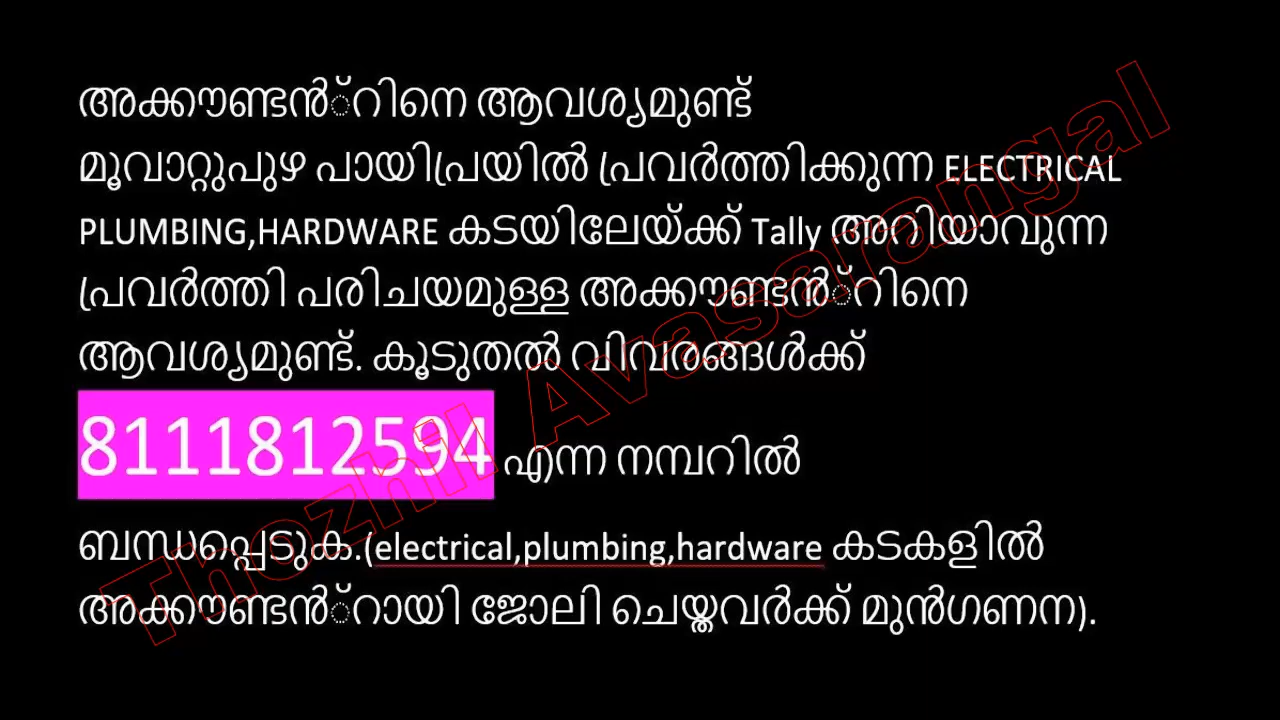 അക്കൗണ്ടൻ്റിനെ ആവശ്യമുണ്ട്
മൂവാറ്റുപുഴ പായിപ്രയിൽ പ്രവർത്തിക്കുന്ന ELECTRICAL
PLUMBING,HARDWARE കടയിലേയ്ക്ക് Tally അറിയാവുന്ന
പ്രവർത്തി പരിചയമുള്ള അക്കൗണ്ടൻ്റിനെ
ആവശ്യമുണ്ട്. കൂടുതൽ വിവരങ്ങൾക്ക്
8111812594 എന്ന നമ്പറിൽ
ബന്ധപ്പെടുക.(electrical,plumbing,hardware കടകളിൽ
അക്കൗണ്ടൻ്റായി ജോലി ചെയ്തവർക്ക് മുൻഗണന).
Thozhil Avasarangal